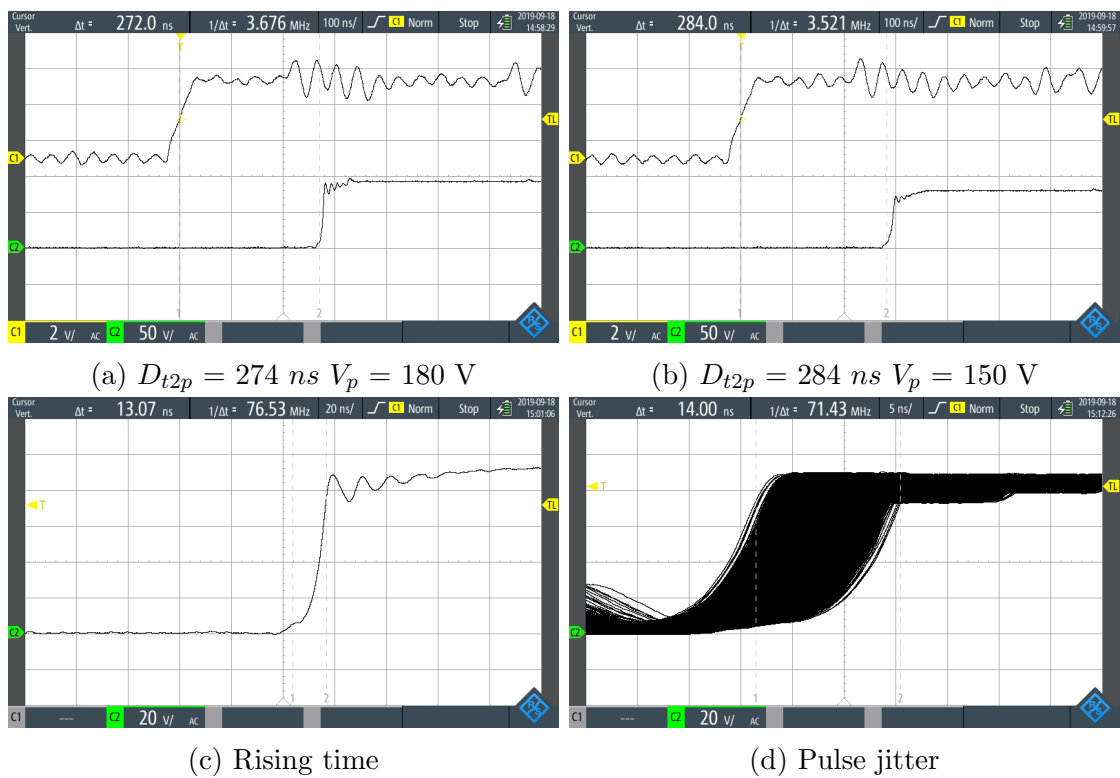 Cursor Vert. Δt = 272.0 ns 1/Δt = 3.676 MHz 100 ns/ C1 Norm Stop 2019-09-18 14:58:29
T
TL
C1
C2
1 2
C1 2 V/ AC C2 50 V/ AC R&S
(a) D_{t2p} = 274 ns V_p = 180 V
Cursor Vert. Δt = 284.0 ns 1/Δt = 3.521 MHz 100 ns/ C1 Norm Stop 2019-09-18 14:59:57
T
TL
C1
C2
1 2
C1 2 V/ AC C2 50 V/ AC R&S
(b) D_{t2p} = 284 ns V_p = 150 V
Cursor Vert. Δt = 13.07 ns 1/Δt = 76.53 MHz 20 ns/ C1 Norm Stop 2019-09-18 15:01:06
T
TL
C2
1 2
C1 --- C2 20 V/ AC R&S
(c) Rising time
Cursor Vert. Δt = 14.00 ns 1/Δt = 71.43 MHz 5 ns/ C1 Norm Stop 2019-09-18 15:12:26
T
TL
C2
1 2
C1 --- C2 20 V/ AC R&S
(d) Pulse jitter